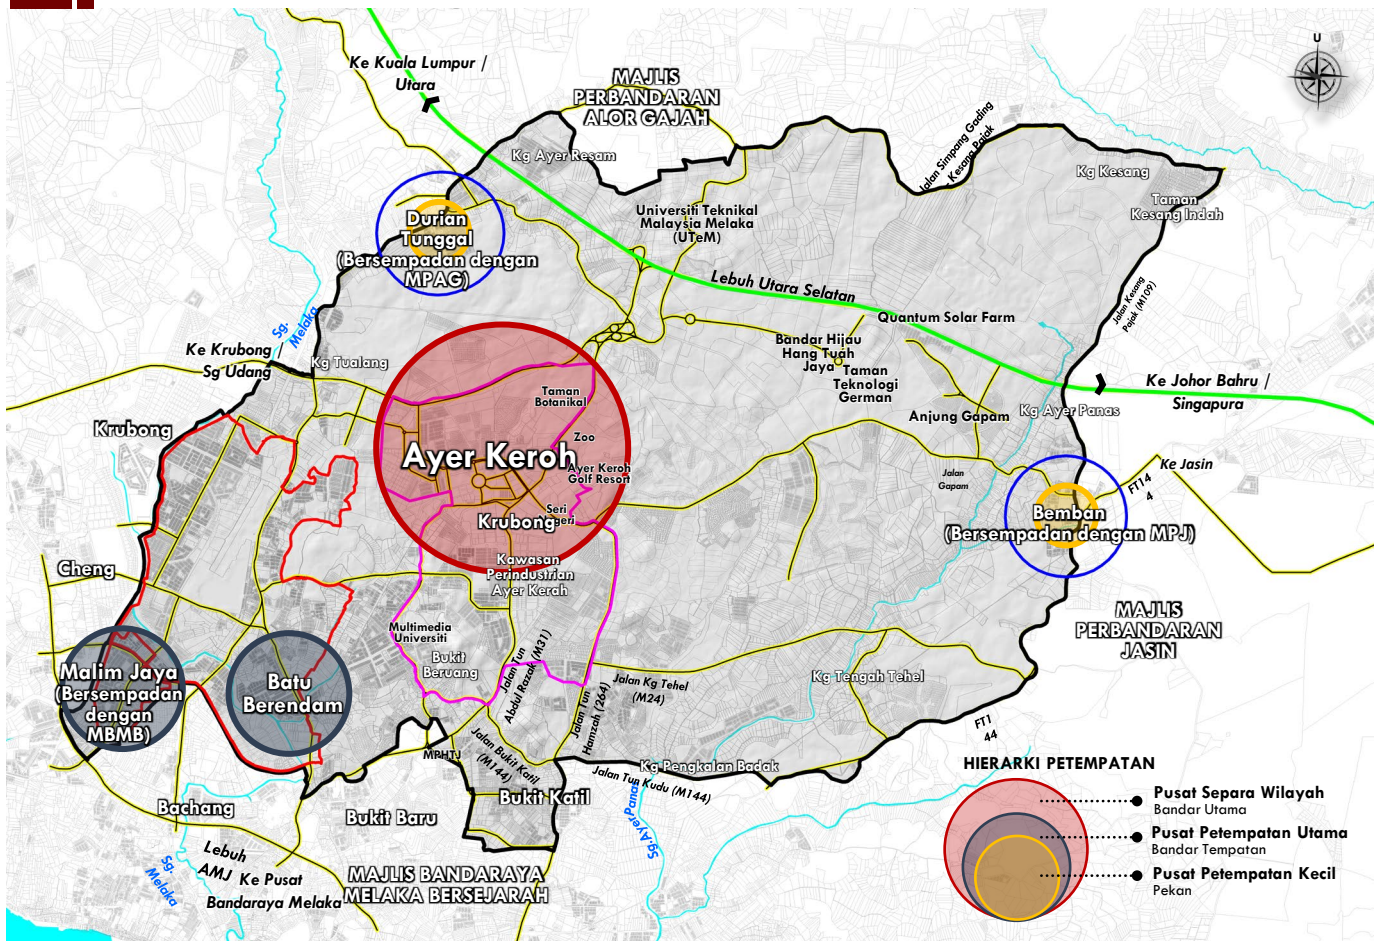 U
Ke Kuala Lumpur /
Utara
MAJLIS
PERBANDARAN
ALOR GAJAH
Kg Ayer Resam
Jalan Simpang Gading
- Kesang Pajak
Kg Kesang
Taman
Kesang Indah
Durian
Tunggal
(Bersempadan dengan
MPAG)
Universiti Teknikal
Malaysia Melaka
(UTeM)
Lebuh Utara Selatan
Jalan Kesang
Pajak (M109)
Sg.
Melaka
Quantum Solar Farm
Ke Krubong /
Sg Udang
Kg Tualang
Bandar Hijau
Hang Tuah
Jaya
Taman
Teknologi
German
Ke Johor Bahru /
Singapura
Taman
Botanikal
Anjung Gapam
Kg Ayer Panas
Krubong
Zoo
Ayer Keroh
Ayer Keroh
Golf Resort
Jalan
Gapam
Ke Jasin
FT14
4
Seri
Negeri
Krubong
Bemban
(Bersempadan dengan MPJ)
Kawasan
Perindustrian
Ayer Kerah
Cheng
MAJLIS
PERBANDARAN
JASIN
Multimedia
Universiti
Bukit
Beruang
Jalan Tun
Abdul Razak (M31)
Malim Jaya
(Bersempadan
dengan
MBMB)
Batu
Berendam
Jalan Kg Tehel
(M24)
Kg Tengah Tehel
Jalan Tun
Hamzah (264)
FT1
44
MPHTJ
Jalan Bukit Katil
(M144)
Kg Pengkalan Badak
Jalan Tun Kudu (M144)
Bukit Katil
Bachang
Bukit Baru
Sg.Ayer Panas
Lebuh
AMJ
Ke Pusat
Bandaraya Melaka
Sg.
Melaka
MAJLIS BANDARAYA
MELAKA BERSEJARAH
HIERARKI PETEMPATAN
Pusat Separa Wilayah
Bandar Utama
Pusat Petempatan Utama
Bandar Tempatan
Pusat Petempatan Kecil
Pekan